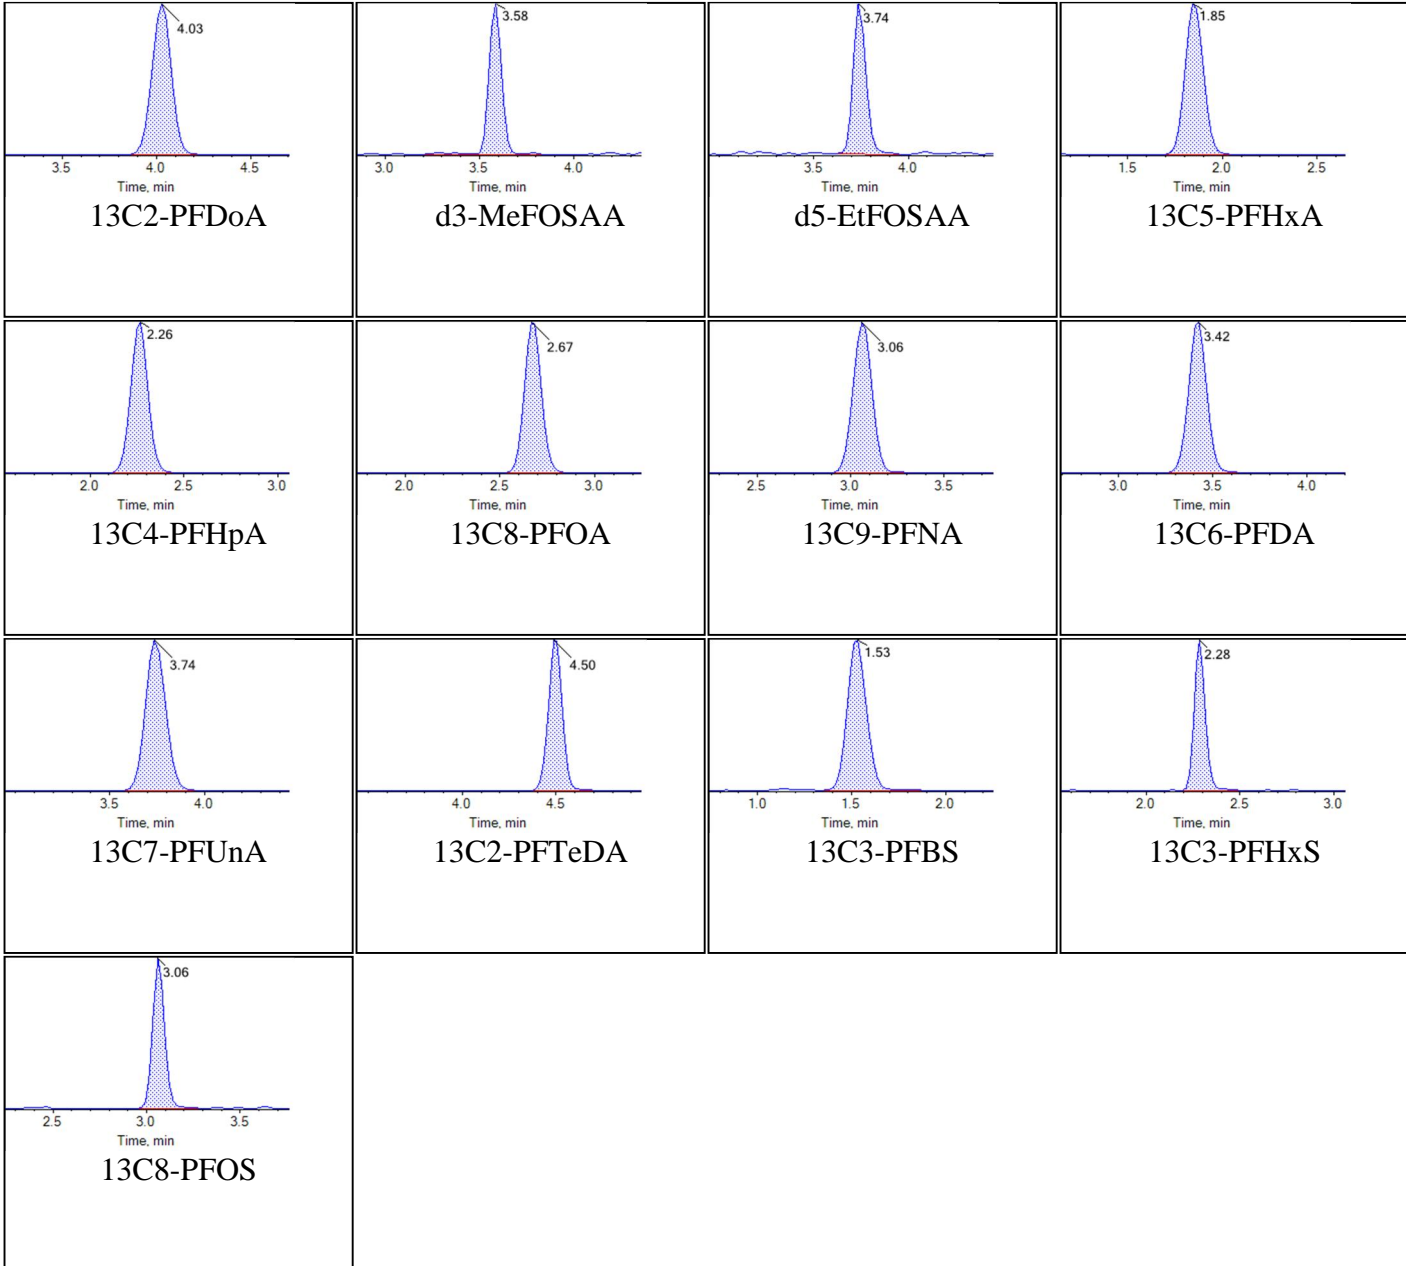 4.03
3.5 4.0 4.5
Time, min
13C2-PFDoA
3.58
3.0 3.5 4.0
Time, min
d3-MeFOSAA
3.74
3.5 4.0
Time, min
d5-EtFOSAA
1.85
1.5 2.0 2.5
Time, min
13C5-PFHxA
2.26
2.0 2.5 3.0
Time, min
13C4-PFHpA
2.67
2.0 2.5 3.0
Time, min
13C8-PFOA
3.06
2.5 3.0 3.5
Time, min
13C9-PFNA
3.42
3.0 3.5 4.0
Time, min
13C6-PFDA
3.74
3.5 4.0
Time, min
13C7-PFUnA
4.50
4.0 4.5
Time, min
13C2-PFTeDA
1.53
1.0 1.5 2.0
Time, min
13C3-PFBS
2.28
2.0 2.5 3.0
Time, min
13C3-PFHxS
3.06
2.5 3.0 3.5
Time, min
13C8-PFOS